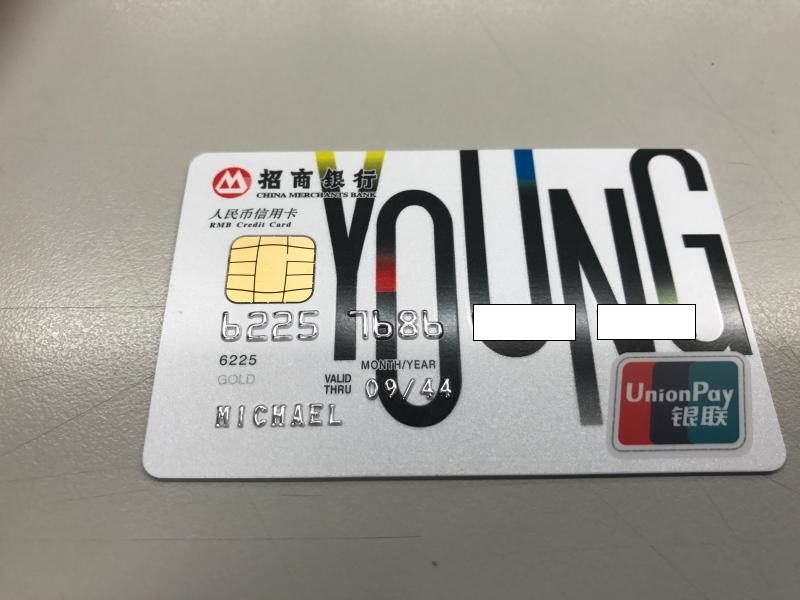 招商银行
CHINA MERCHANTS BANK
人民币信用卡
RMB Credit Card
YOUNG
6225 7686
6225
MONTH/YEAR
GOLD
VALID THRU 09/44
MICHAEL
UnionPay
银联